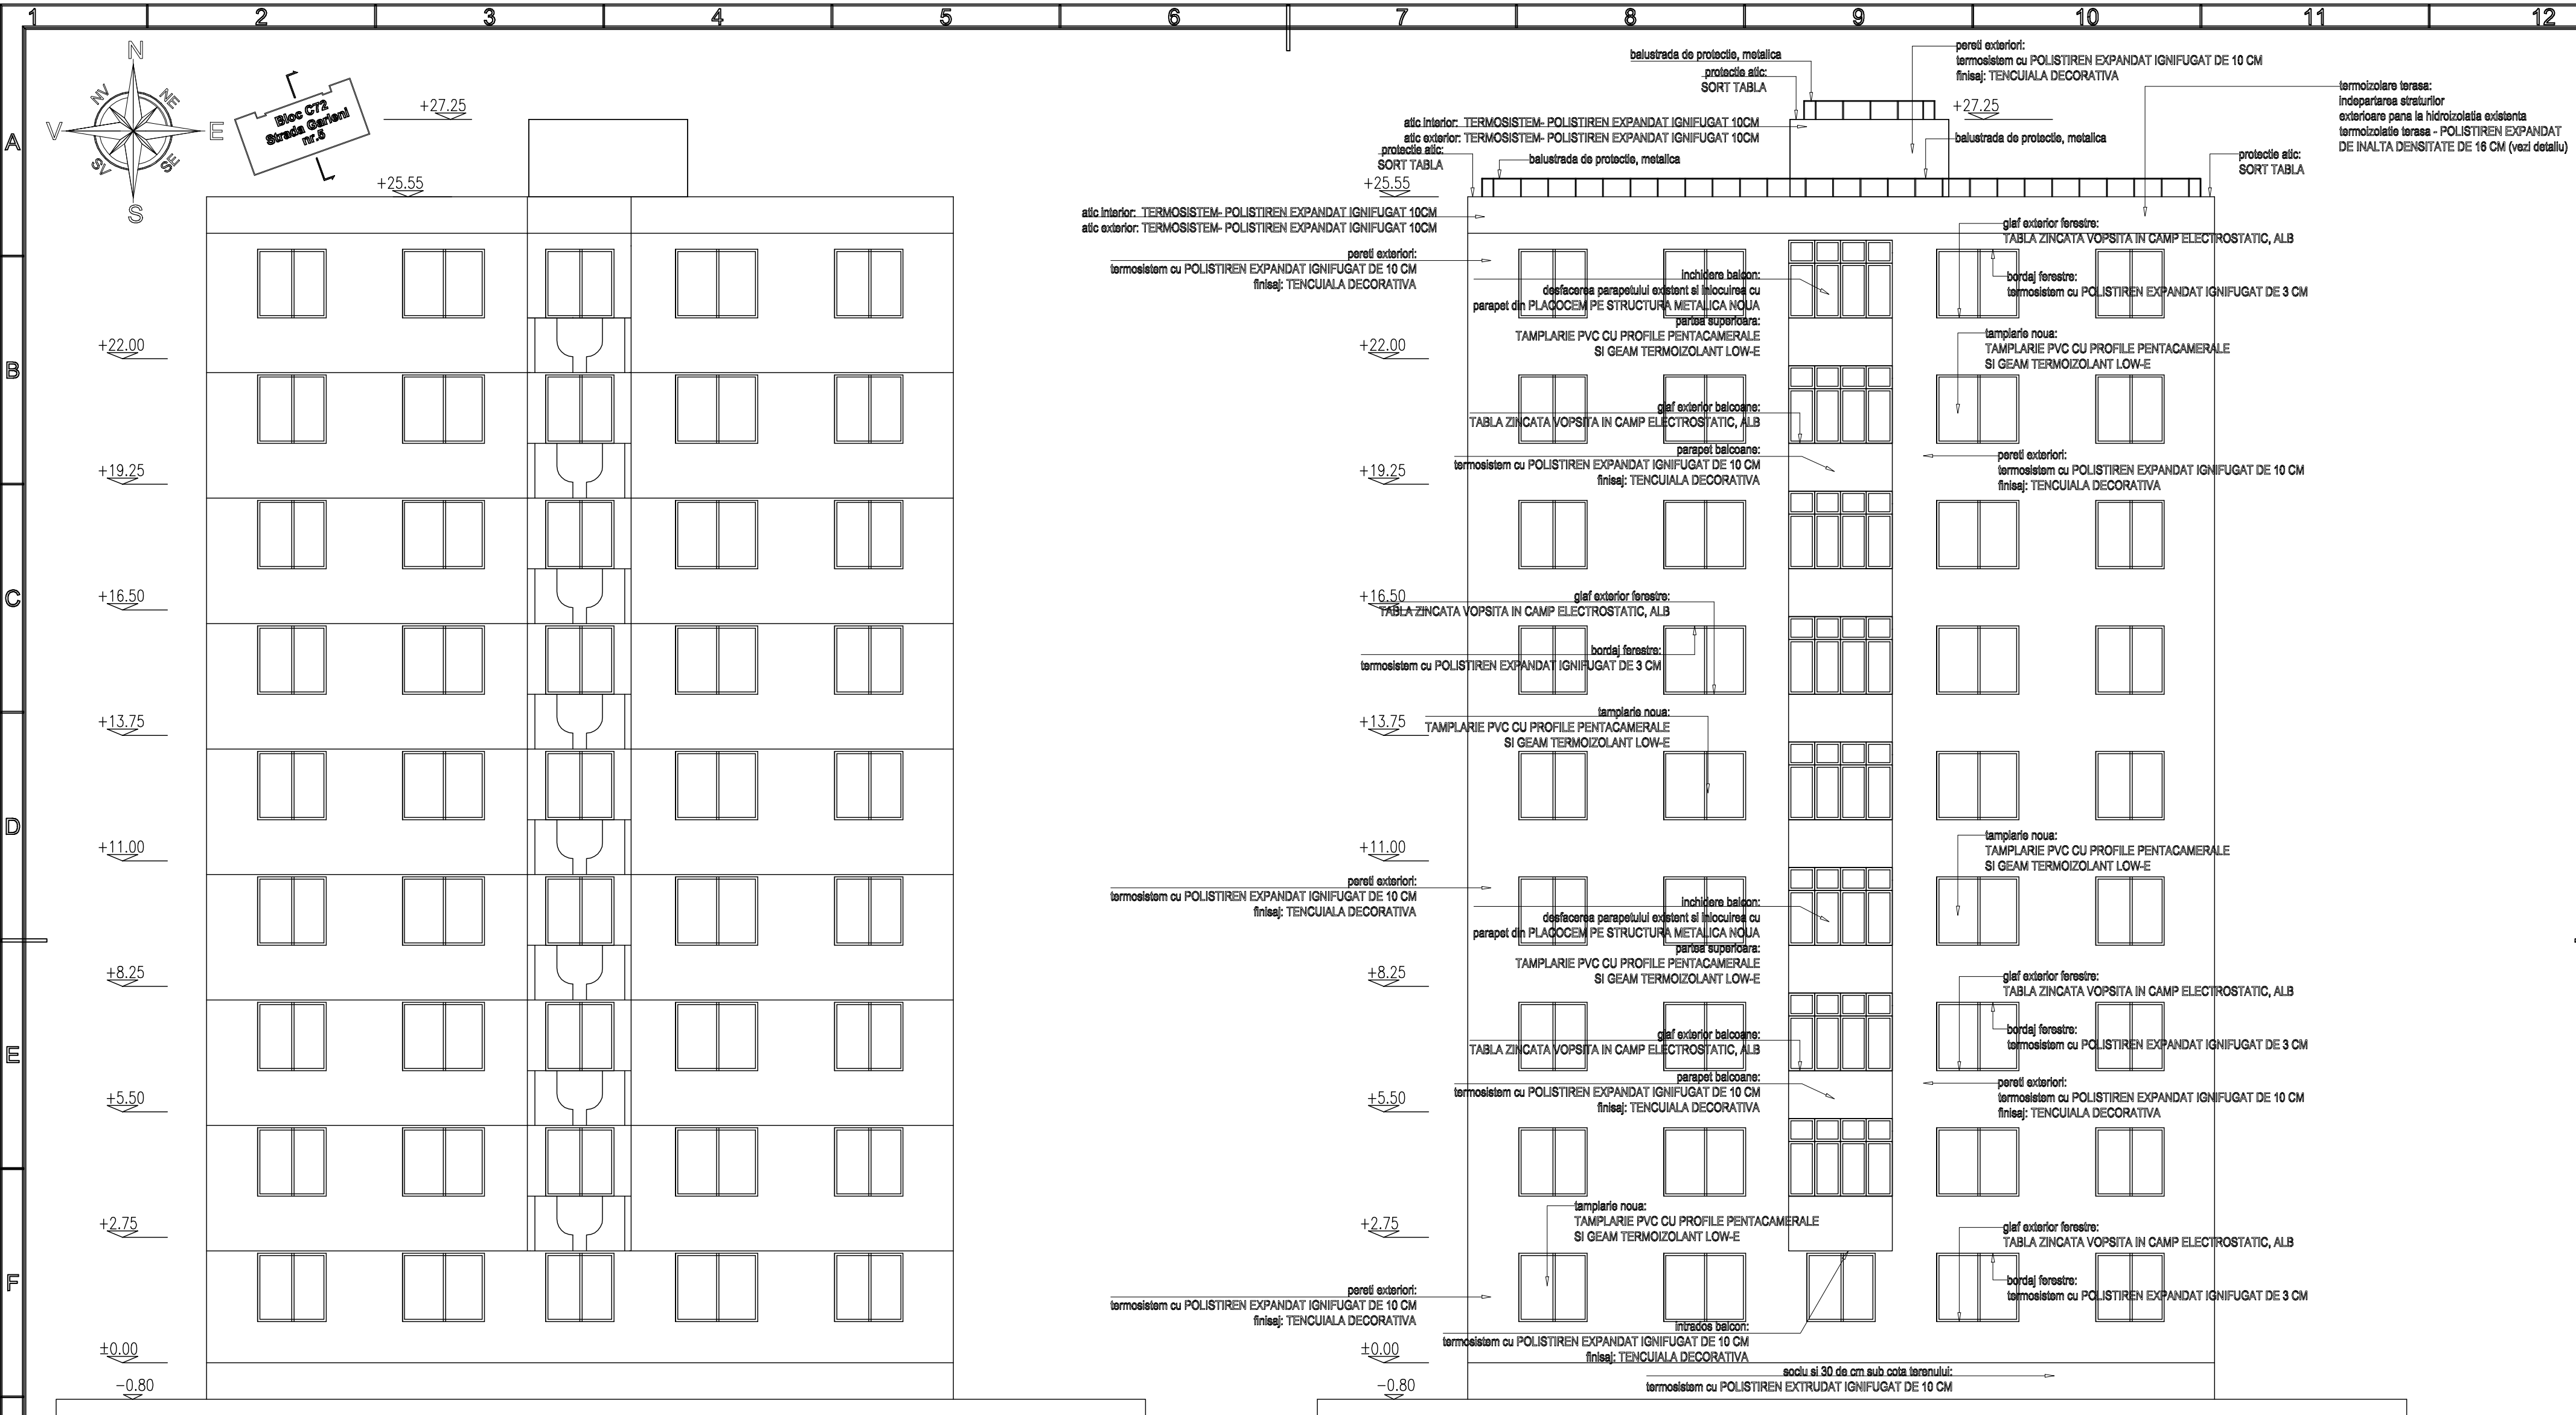 1 2 3 4 5 6 7 8 9 10 11 12
A
B
C
D
E
F
N
NE
E
SE
S
SV
V
NV
Bloc C72
Strada Garleni
nr.5
+27.25
+25.55
+22.00
+19.25
+16.50
+13.75
+11.00
+8.25
+5.50
+2.75
±0.00
-0.80
balustrada de protectie, metalica
protectie atic:
SORT TABLA
atic interior: TERMOSISTEM- POLISTIREN EXPANDAT IGNIFUGAT 10CM
atic exterior: TERMOSISTEM- POLISTIREN EXPANDAT IGNIFUGAT 10CM
protectie atic:
SORT TABLA
balustrada de protectie, metalica
+25.55
atic interior: TERMOSISTEM- POLISTIREN EXPANDAT IGNIFUGAT 10CM
atic exterior: TERMOSISTEM- POLISTIREN EXPANDAT IGNIFUGAT 10CM
pereti exteriori:
termosistem cu POLISTIREN EXPANDAT IGNIFUGAT DE 10 CM
finisaj: TENCUIALA DECORATIVA
inchidere balcon:
desfacerea parapetului existent si inlocuirea cu
parapet din PLACOCEM PE STRUCTURA METALICA NOUA
partea superioara:
TAMPLARIE PVC CU PROFILE PENTACAMERALE
SI GEAM TERMOIZOLANT LOW-E
+22.00
glaf exterior balcoane:
TABLA ZINCATA VOPSITA IN CAMP ELECTROSTATIC, ALB
parapet balcoane:
termosistem cu POLISTIREN EXPANDAT IGNIFUGAT DE 10 CM
finisaj: TENCUIALA DECORATIVA
+19.25
+16.50
glaf exterior ferestre:
TABLA ZINCATA VOPSITA IN CAMP ELECTROSTATIC, ALB
bordaj ferestre:
termosistem cu POLISTIREN EXPANDAT IGNIFUGAT DE 3 CM
+13.75
tamplarie noua:
TAMPLARIE PVC CU PROFILE PENTACAMERALE
SI GEAM TERMOIZOLANT LOW-E
+11.00
pereti exteriori:
termosistem cu POLISTIREN EXPANDAT IGNIFUGAT DE 10 CM
finisaj: TENCUIALA DECORATIVA
inchidere balcon:
desfacerea parapetului existent si inlocuirea cu
parapet din PLACOCEM PE STRUCTURA METALICA NOUA
partea superioara:
TAMPLARIE PVC CU PROFILE PENTACAMERALE
SI GEAM TERMOIZOLANT LOW-E
+8.25
glaf exterior balcoane:
TABLA ZINCATA VOPSITA IN CAMP ELECTROSTATIC, ALB
parapet balcoane:
termosistem cu POLISTIREN EXPANDAT IGNIFUGAT DE 10 CM
finisaj: TENCUIALA DECORATIVA
+5.50
tamplarie noua:
TAMPLARIE PVC CU PROFILE PENTACAMERALE
SI GEAM TERMOIZOLANT LOW-E
+2.75
pereti exteriori:
termosistem cu POLISTIREN EXPANDAT IGNIFUGAT DE 10 CM
finisaj: TENCUIALA DECORATIVA
intrados balcon:
termosistem cu POLISTIREN EXPANDAT IGNIFUGAT DE 10 CM
finisaj: TENCUIALA DECORATIVA
±0.00
soclu si 30 de cm sub cota terenului:
termosistem cu POLISTIREN EXTRUDAT IGNIFUGAT DE 10 CM
-0.80
pereti exteriori:
termosistem cu POLISTIREN EXPANDAT IGNIFUGAT DE 10 CM
finisaj: TENCUIALA DECORATIVA
+27.25
balustrada de protectie, metalica
termoizolare terasa:
indepartarea straturilor
exterioare pana la hidroizolatia existenta
termoizolatie terasa - POLISTIREN EXPANDAT
DE INALTA DENSITATE DE 16 CM (vezi detaliu)
protectie atic:
SORT TABLA
glaf exterior ferestre:
TABLA ZINCATA VOPSITA IN CAMP ELECTROSTATIC, ALB
bordaj ferestre:
termosistem cu POLISTIREN EXPANDAT IGNIFUGAT DE 3 CM
tamplarie noua:
TAMPLARIE PVC CU PROFILE PENTACAMERALE
SI GEAM TERMOIZOLANT LOW-E
pereti exteriori:
termosistem cu POLISTIREN EXPANDAT IGNIFUGAT DE 10 CM
finisaj: TENCUIALA DECORATIVA
tamplarie noua:
TAMPLARIE PVC CU PROFILE PENTACAMERALE
SI GEAM TERMOIZOLANT LOW-E
glaf exterior ferestre:
TABLA ZINCATA VOPSITA IN CAMP ELECTROSTATIC, ALB
bordaj ferestre:
termosistem cu POLISTIREN EXPANDAT IGNIFUGAT DE 3 CM
pereti exteriori:
termosistem cu POLISTIREN EXPANDAT IGNIFUGAT DE 10 CM
finisaj: TENCUIALA DECORATIVA
glaf exterior ferestre:
TABLA ZINCATA VOPSITA IN CAMP ELECTROSTATIC, ALB
bordaj ferestre:
termosistem cu POLISTIREN EXPANDAT IGNIFUGAT DE 3 CM